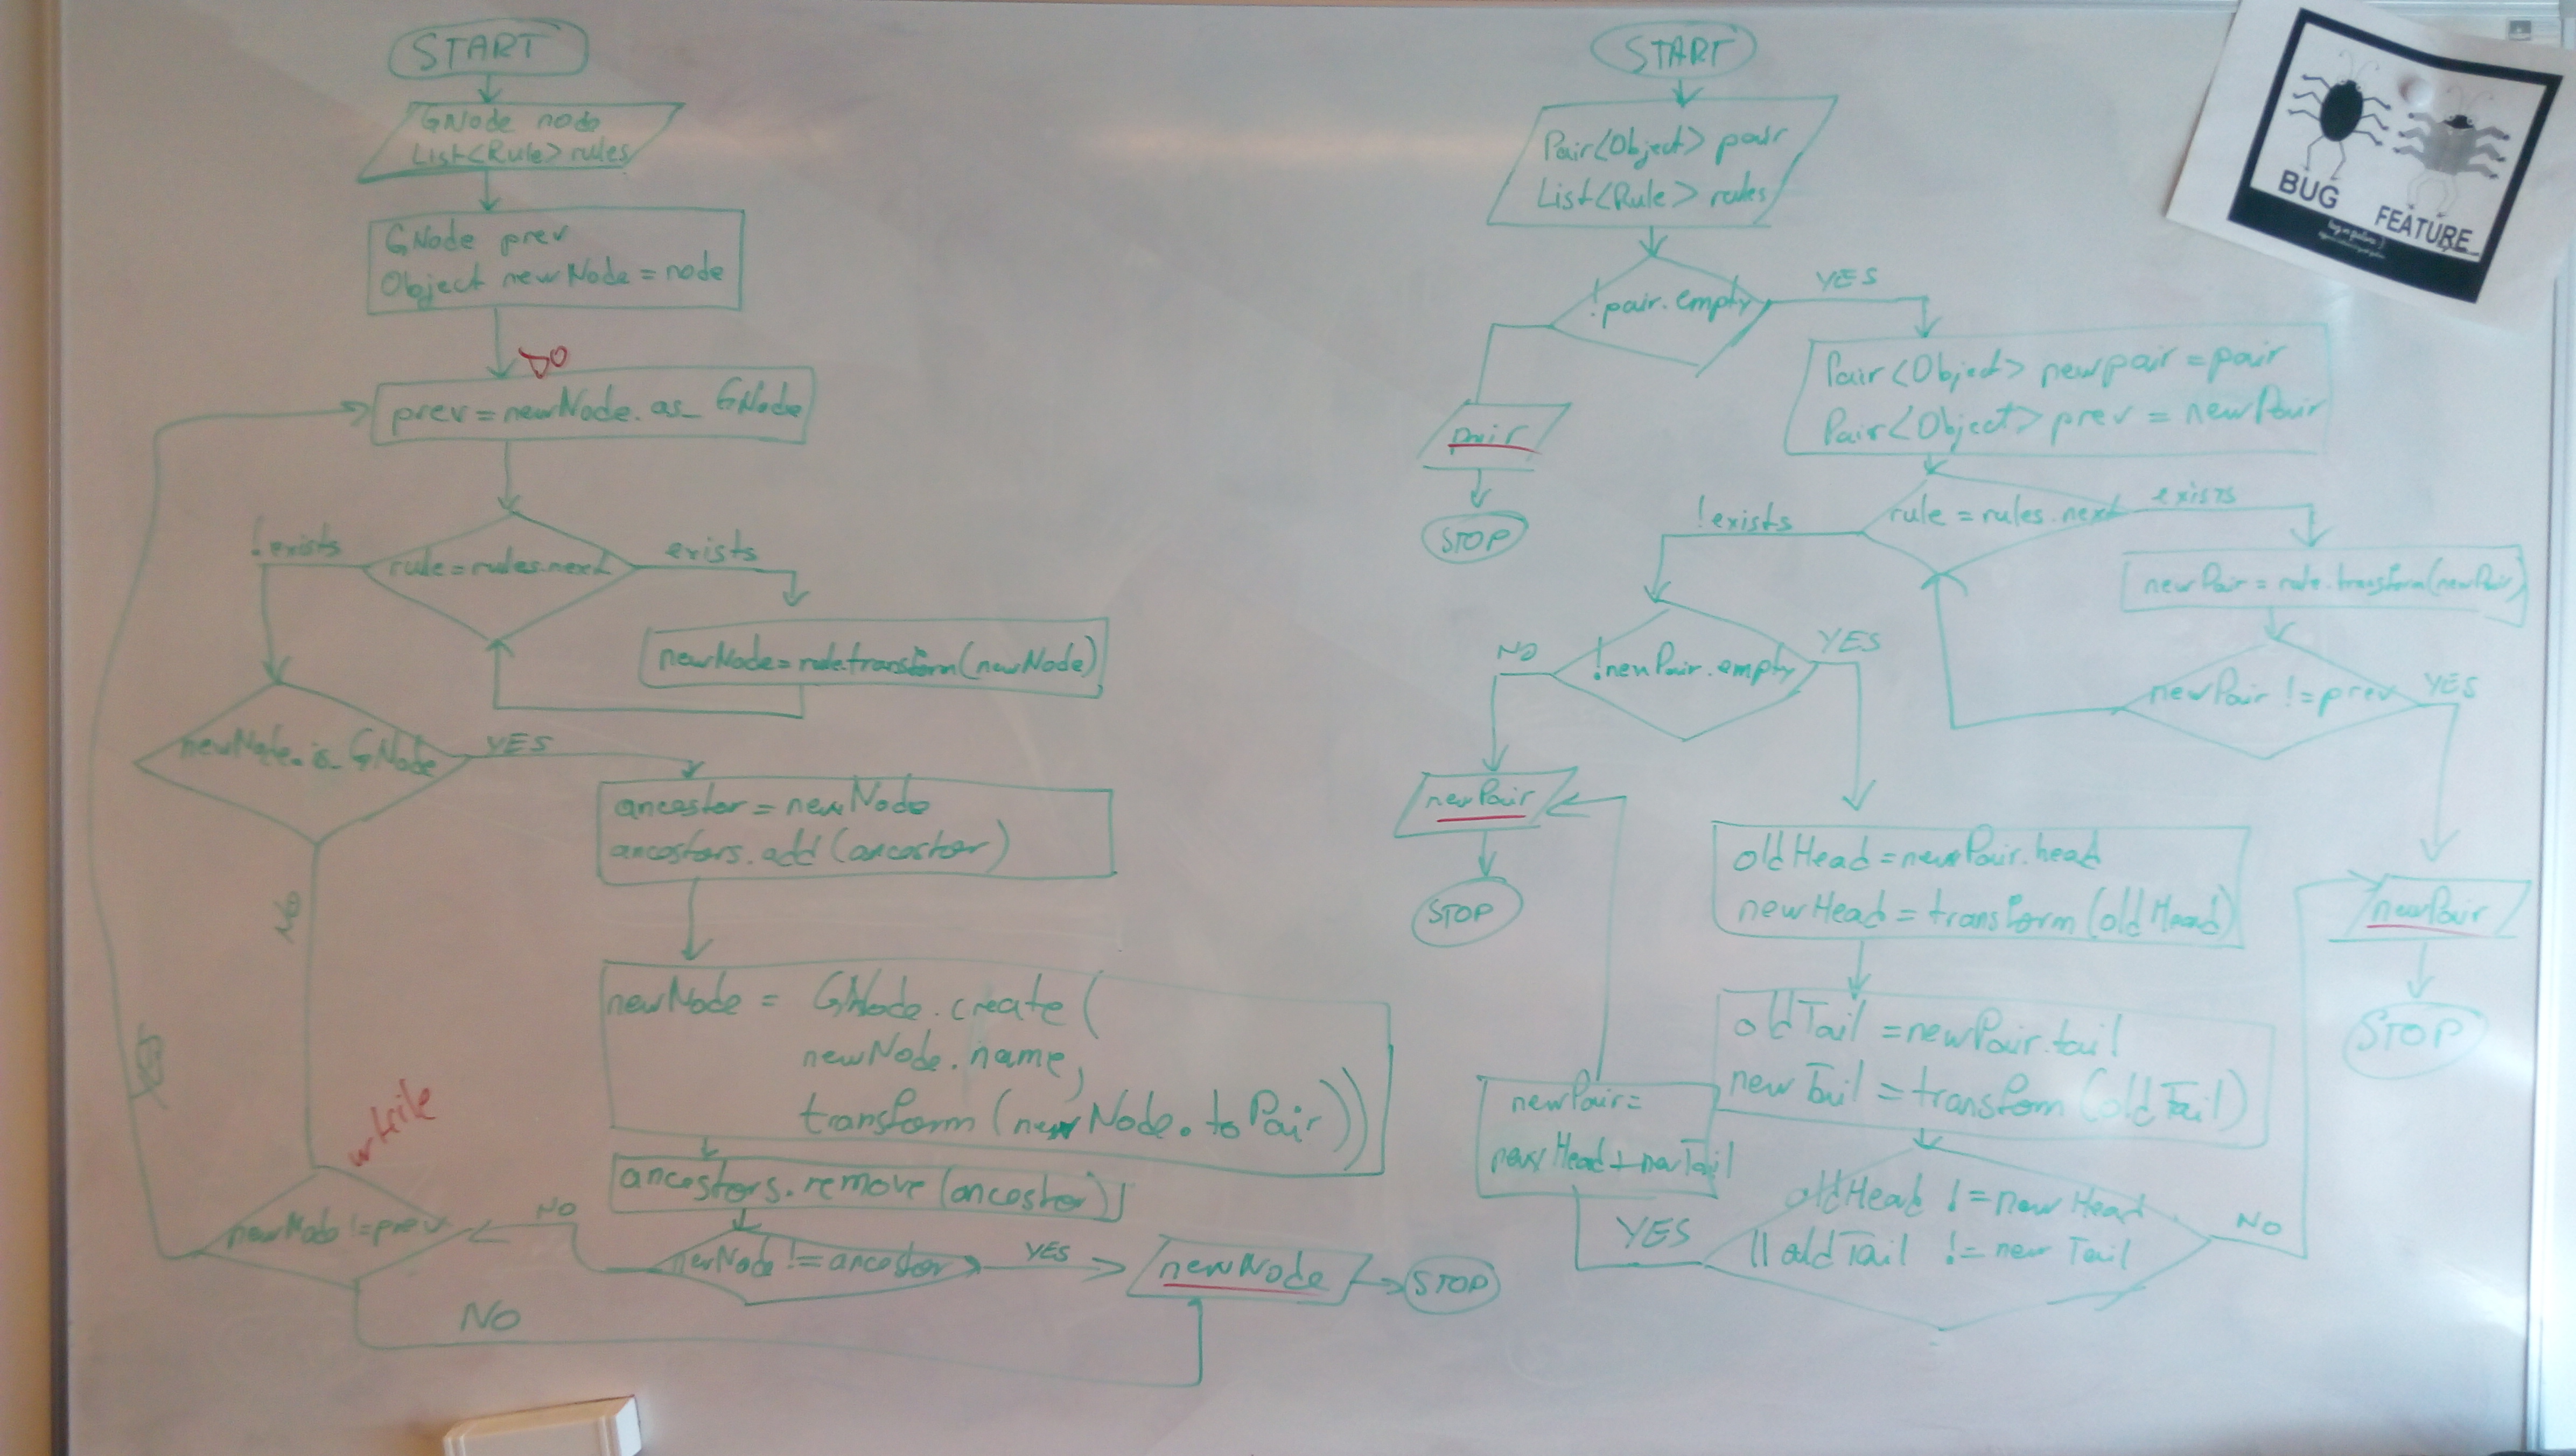 START
GNode node
List<Rule> rules
GNode prev
Object newNode = node
DO
prev = newNode.as_GNode
rule = rules.next
!exists
exists
newNode = rule.transform(newNode)
newNode.is_GNode
YES
ancestor = newNode
ancestors.add(ancestor)
newNode = GNode.create(
newNode.name,
transform(newNode.toPair))
ancestors.remove(ancestor)
while
newNode != prev
NO
newNode != ancestor
YES
newNode
STOP
NO
START
Pair<Object> pair
List<Rule> rules
!pair.empty
YES
pair
STOP
Pair<Object> newpair = pair
Pair<Object> prev = newPair
rule = rules.next
!exists
exists
newPair = rule.transform(newPair)
newPair != prev
YES
!newPair.empty
NO
YES
newPair
STOP
oldHead = newPair.head
newHead = transform(oldHead)
newPair
STOP
oldTail = newPair.tail
newTail = transform(oldTail)
newPair =
newHead + newTail
oldHead != newHead
|| oldTail != new Tail
YES
NO
BUG
FEATURE